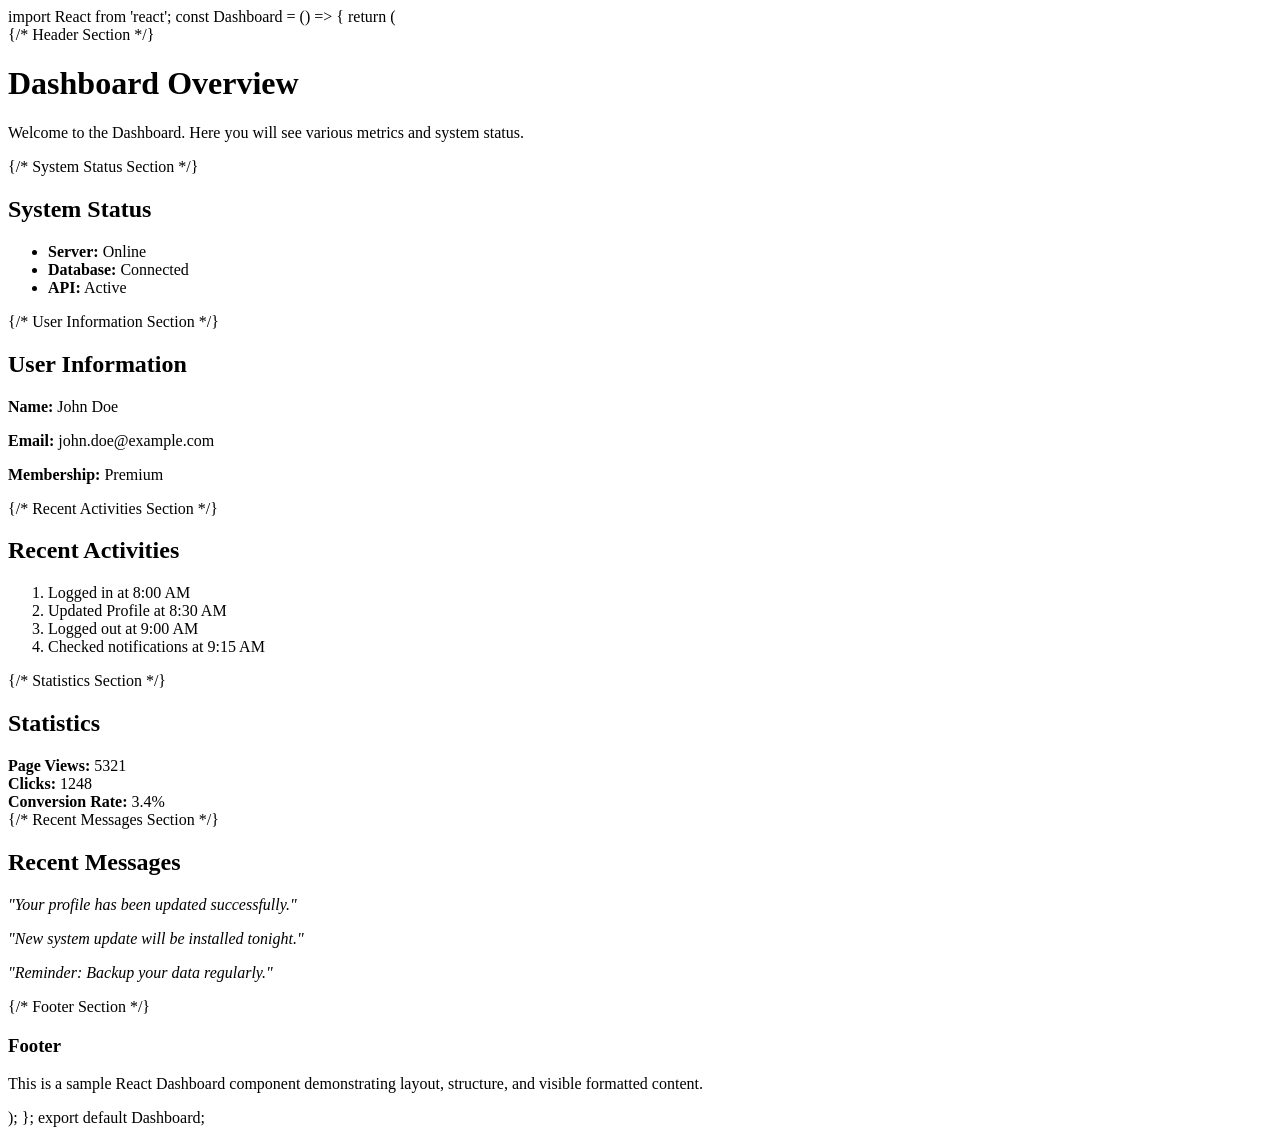 import React from 'react'; const Dashboard = () => { return (
{/* Header Section */}
Dashboard Overview
Welcome to the Dashboard. Here you will see various metrics and system status.
{/* System Status Section */}
System Status
• Server: Online
• Database: Connected
• API: Active
{/* User Information Section */}
User Information
Name: John Doe
Email: john.doe@example.com
Membership: Premium
{/* Recent Activities Section */}
Recent Activities
1. Logged in at 8:00 AM
2. Updated Profile at 8:30 AM
3. Logged out at 9:00 AM
4. Checked notifications at 9:15 AM
{/* Statistics Section */}
Statistics
Page Views: 5321
Clicks: 1248
Conversion Rate: 3.4%
{/* Recent Messages Section */}
Recent Messages
"Your profile has been updated successfully."
"New system update will be installed tonight."
"Reminder: Backup your data regularly."
{/* Footer Section */}
Footer
This is a sample React Dashboard component demonstrating layout, structure, and visible formatted content.
); }; export default Dashboard;